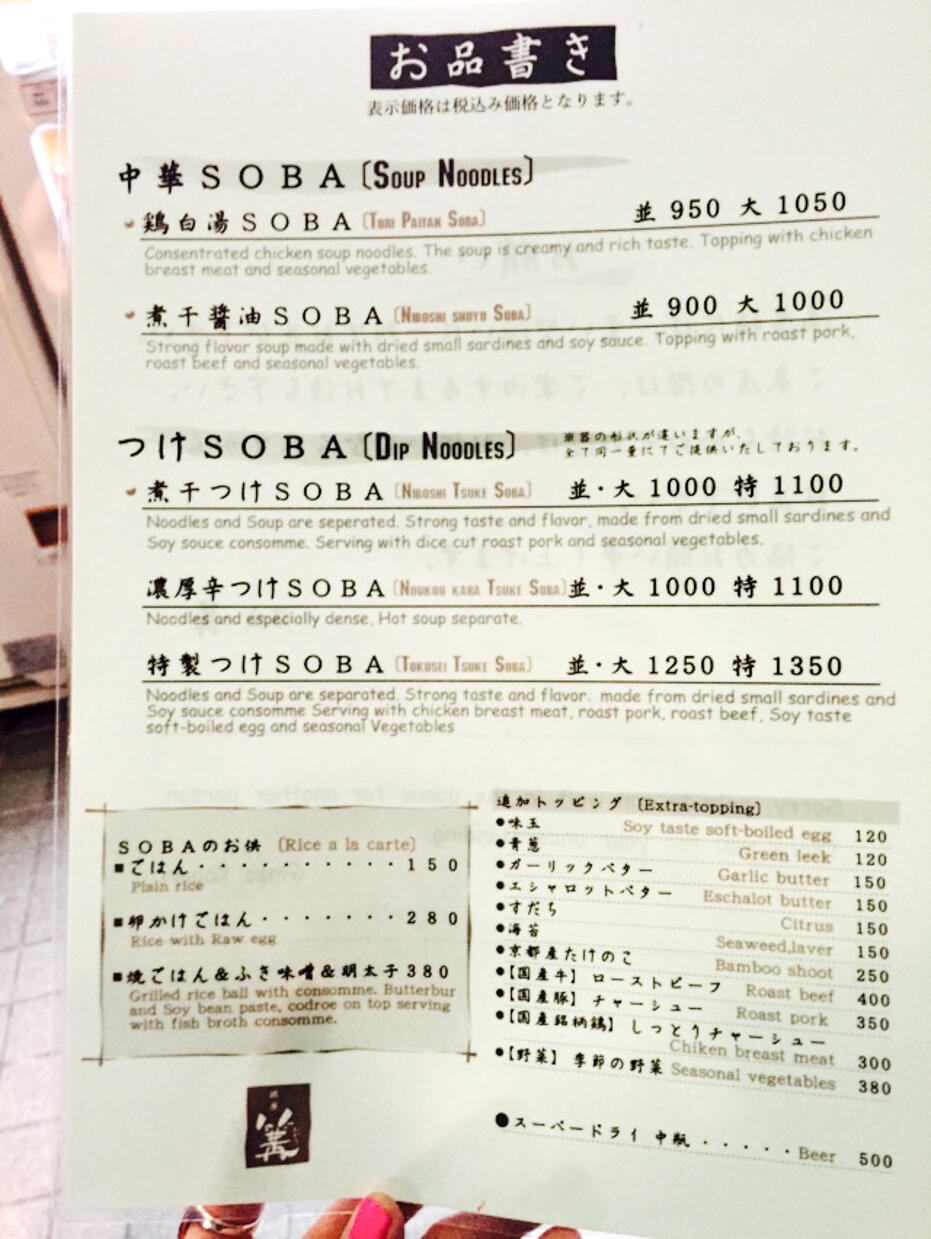 お品書き
表示価格は税込み価格となります。
中華SOBA〔SOUP NOODLES〕
鶏白湯SOBA〔TORI PAITAN SOBA〕 並 950 大 1050
Consentrated chicken soup noodles. The soup is creamy and rich taste. Topping with chicken
breast meat and seasonal vegetables.
煮干醤油SOBA〔NIBOSHI SHOYU SOBA〕 並 900 大 1000
Strong flavor soup made with dried small sardines and soy sauce. Topping with roast pork,
roast beef and seasonal vegetables.
つけSOBA〔DIP NOODLES〕
※器の形状が違いますが、
全て同一量にてご提供いたしております。
煮干つけSOBA〔NIBOSHI TSUKE SOBA〕 並・大 1000 特 1100
Noodles and Soup are seperated. Strong taste and flavor, made from dried small sardines and
Soy souce consomme. Serving with dice cut roast pork and seasonal vegetables.
濃厚辛つけSOBA〔NOUKOU KARA TSUKE SOBA〕並・大 1000 特 1100
Noodles and especially dense, Hot soup separate.
特製つけSOBA〔TOKUSEI TSUKE SOBA〕 並・大 1250 特 1350
Noodles and Soup are separated. Strong taste and flavor. made from dried small sardines and
Soy sauce consomme Serving with chicken breast meat, roast pork, roast beef, Soy taste
soft-boiled egg and seasonal Vegetables
SOBAのお供 〔Rice a la carte〕
■ごはん・・・・・・・・・・150
Plain rice
■卵かけごはん・・・・・・・280
Rice with Raw egg
■焼ごはん&ふき味噌&明太子380
Grilled rice ball with consomme. Butterbur
and Soy bean paste, codroe on top serving
with fish broth consomme.
追加トッピング 〔Extra-topping〕
●味玉 Soy taste soft-boiled egg 120
●青葱 Green leek 120
●ガーリックバター Garlic butter 150
●エシャロットバター Eschalot butter 150
●すだち Citrus 150
●海苔 Seaweed,laver 150
●京都産たけのこ Bamboo shoot 250
●【国産牛】 ローストビーフ Roast beef 400
●【国産豚】 チャーシュー Roast pork 350
●【国産銘柄鶏】 しっとりチャーシュー
Chiken breast meat 300
●【野菜】 季節の野菜 Seasonal vegetables 380
●スーパードライ 中瓶・・・・・Beer 500
篝